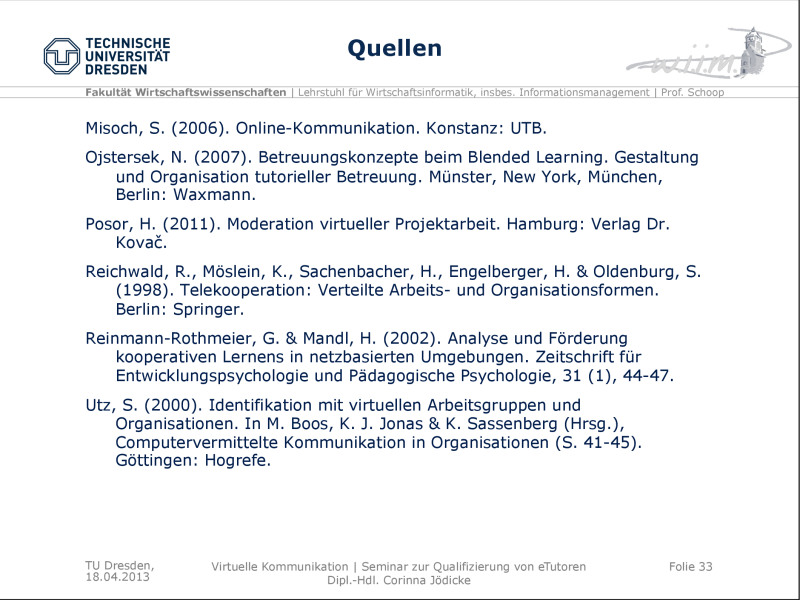 TECHNISCHE
UNIVERSITÄT
DRESDEN
Quellen
w.i.i.m.
Fakultät Wirtschaftswissenschaften | Lehrstuhl für Wirtschaftsinformatik, insbes. Informationsmanagement | Prof. Schoop
Misoch, S. (2006). Online-Kommunikation. Konstanz: UTB.
Ojstersek, N. (2007). Betreuungskonzepte beim Blended Learning. Gestaltung
und Organisation tutorieller Betreuung. Münster, New York, München,
Berlin: Waxmann.
Posor, H. (2011). Moderation virtueller Projektarbeit. Hamburg: Verlag Dr.
Kovač.
Reichwald, R., Möslein, K., Sachenbacher, H., Engelberger, H. & Oldenburg, S.
(1998). Telekooperation: Verteilte Arbeits- und Organisationsformen.
Berlin: Springer.
Reinmann-Rothmeier, G. & Mandl, H. (2002). Analyse und Förderung
kooperativen Lernens in netzbasierten Umgebungen. Zeitschrift für
Entwicklungspsychologie und Pädagogische Psychologie, 31 (1), 44-47.
Utz, S. (2000). Identifikation mit virtuellen Arbeitsgruppen und
Organisationen. In M. Boos, K. J. Jonas & K. Sassenberg (Hrsg.),
Computervermittelte Kommunikation in Organisationen (S. 41-45).
Göttingen: Hogrefe.
TU Dresden,
18.04.2013
Virtuelle Kommunikation | Seminar zur Qualifizierung von eTutoren
Dipl.-Hdl. Corinna Jödicke
Folie 33